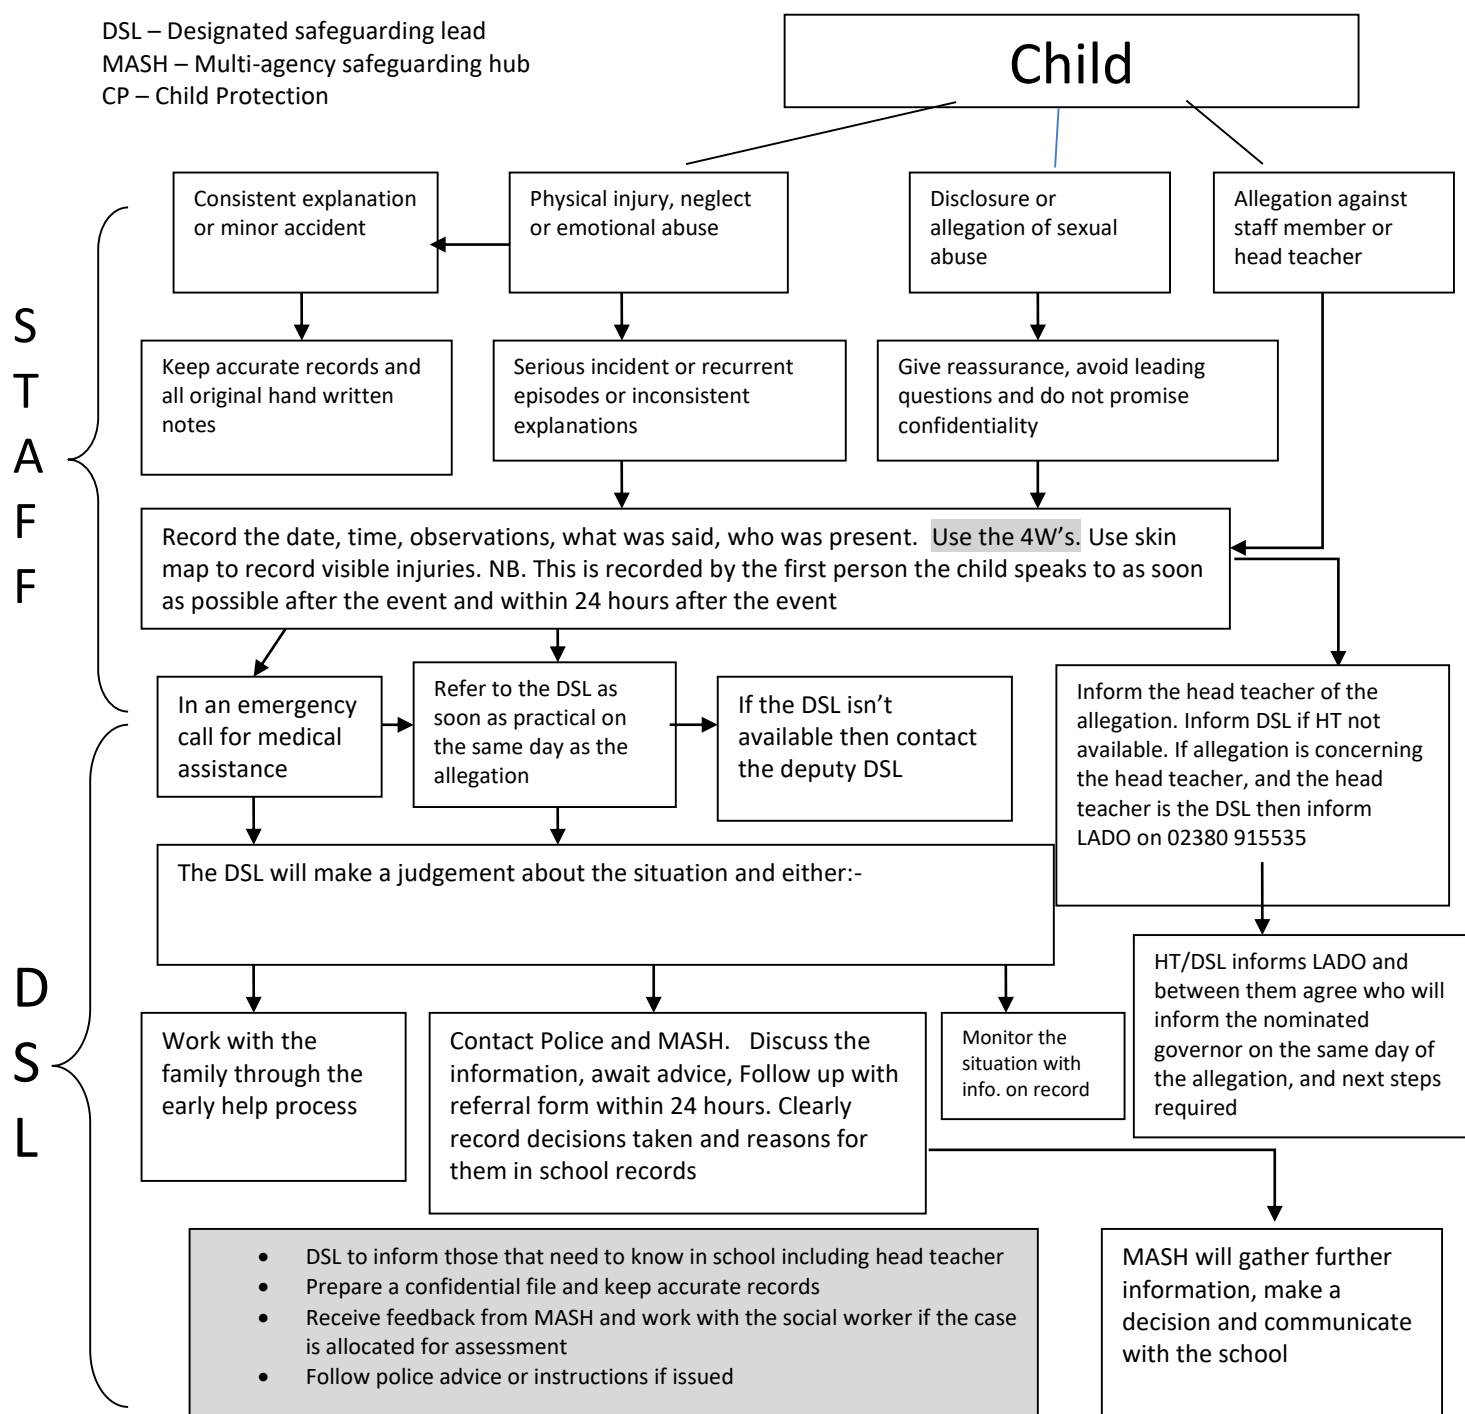 DSL – Designated safeguarding lead
MASH – Multi-agency safeguarding hub
CP – Child Protection
Child
Consistent explanation
or minor accident
Physical injury, neglect
or emotional abuse
Disclosure or
allegation of sexual
abuse
Allegation against
staff member or
head teacher
S
T
A
F
F
Keep accurate records and
all original hand written
notes
Serious incident or recurrent
episodes or inconsistent
explanations
Give reassurance, avoid leading
questions and do not promise
confidentiality
Record the date, time, observations, what was said, who was present.  Use the 4W’s. Use skin
map to record visible injuries. NB. This is recorded by the first person the child speaks to as soon
as possible after the event and within 24 hours after the event
In an emergency
call for medical
assistance
Refer to the DSL as
soon as practical on
the same day as the
allegation
If the DSL isn’t
available then contact
the deputy DSL
Inform the head teacher of the
allegation. Inform DSL if HT not
available. If allegation is concerning
the head teacher, and the head
teacher is the DSL then inform
LADO on 02380 915535
D
S
L
The DSL will make a judgement about the situation and either:-
HT/DSL informs LADO and
between them agree who will
inform the nominated
governor on the same day of
the allegation, and next steps
required
Work with the
family through the
early help process
Contact Police and MASH.   Discuss the
information, await advice, Follow up with
referral form within 24 hours. Clearly
record decisions taken and reasons for
them in school records
Monitor the
situation with
info. on record
• DSL to inform those that need to know in school including head teacher
• Prepare a confidential file and keep accurate records
• Receive feedback from MASH and work with the social worker if the case
is allocated for assessment
• Follow police advice or instructions if issued
MASH will gather further
information, make a
decision and communicate
with the school